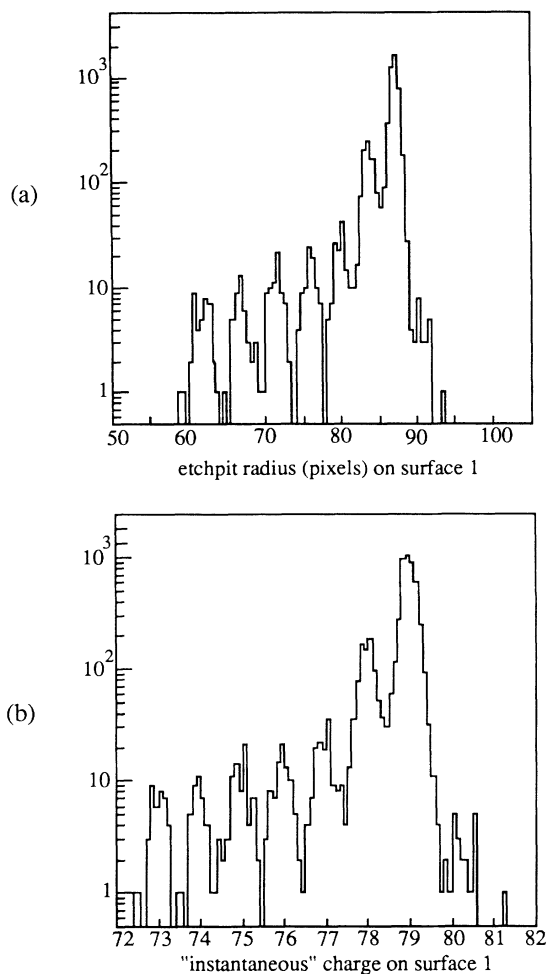 (a)
10³
10²
10
1
50 60 70 80 90 100
etchpit radius (pixels) on surface 1
(b)
10³
10²
10
1
72 73 74 75 76 77 78 79 80 81 82
"instantaneous" charge on surface 1